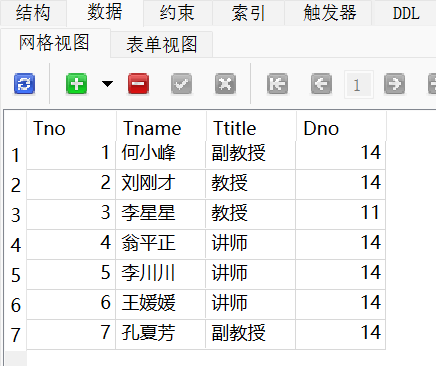 结构 数据 约束 索引 触发器 DDL
网格视图 表单视图
1
Tno Tname Ttitle Dno
1 1 何小峰 副教授 14
2 2 刘刚才 教授 14
3 3 李星星 教授 11
4 4 翁平正 讲师 14
5 5 李川川 讲师 14
6 6 王媛媛 讲师 14
7 7 孔夏芳 副教授 14